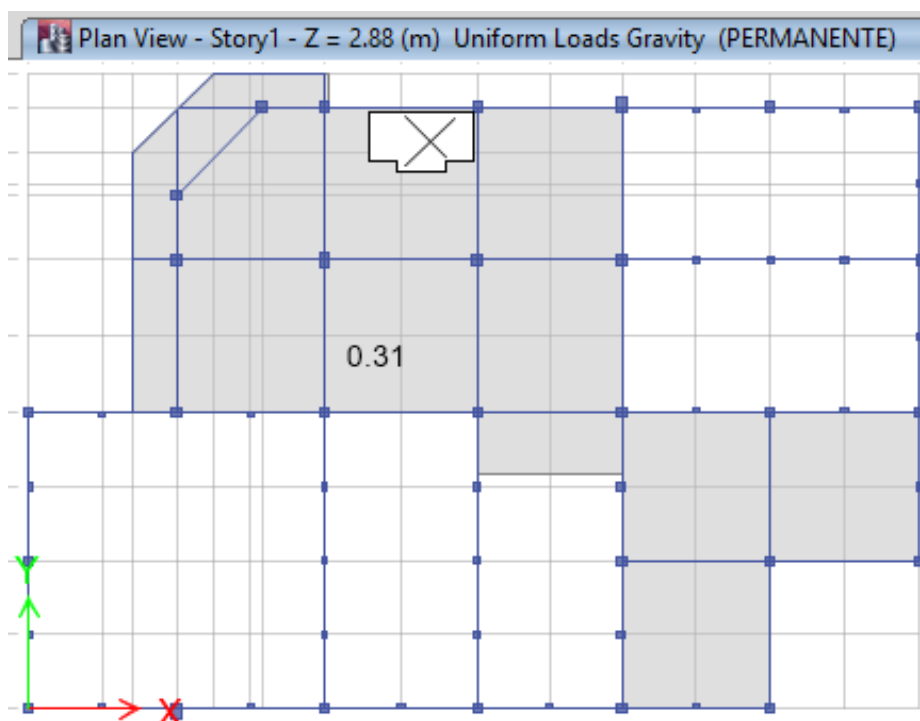 Plan View - Story1 - Z = 2.88 (m) Uniform Loads Gravity (PERMANENTE)
0.31
Y
X